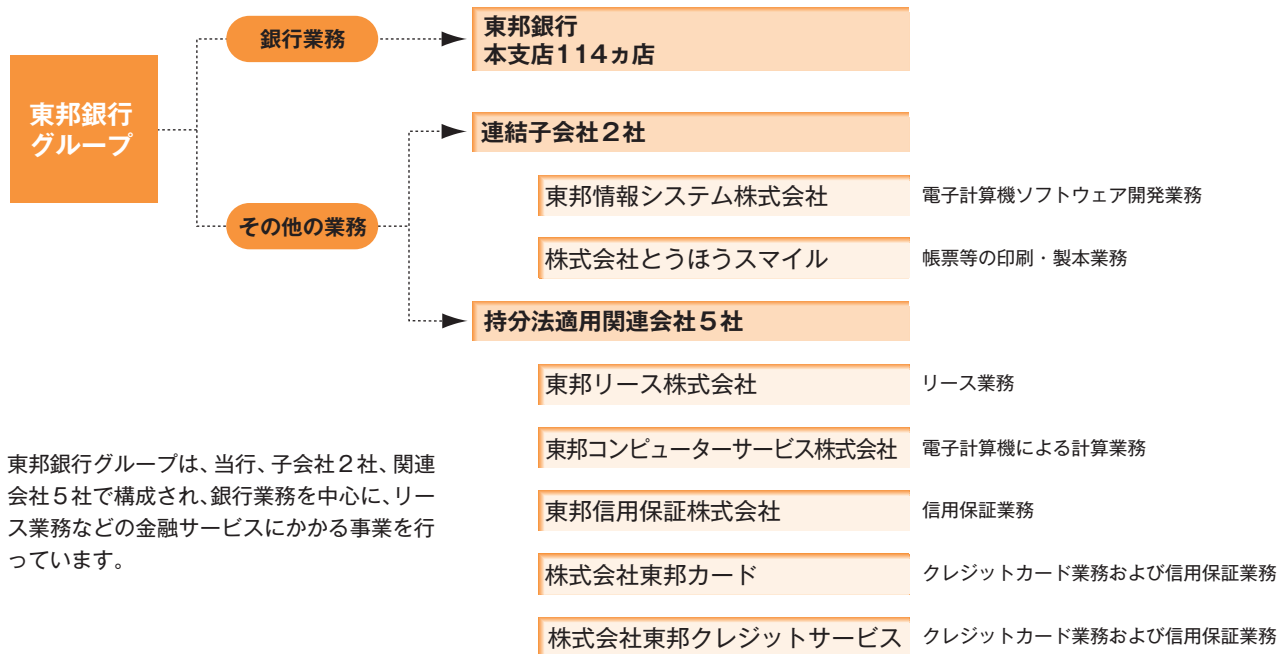 東邦銀行
グループ
銀行業務
東邦銀行
本支店114ヵ店
その他の業務
連結子会社2社
東邦情報システム株式会社 電子計算機ソフトウェア開発業務
株式会社とうほうスマイル 帳票等の印刷・製本業務
持分法適用関連会社5社
東邦リース株式会社 リース業務
東邦コンピューターサービス株式会社 電子計算機による計算業務
東邦信用保証株式会社 信用保証業務
株式会社東邦カード クレジットカード業務および信用保証業務
株式会社東邦クレジットサービス クレジットカード業務および信用保証業務
東邦銀行グループは、当行、子会社2社、関連
会社5社で構成され、銀行業務を中心に、リー
ス業務などの金融サービスにかかる事業を行
っています。